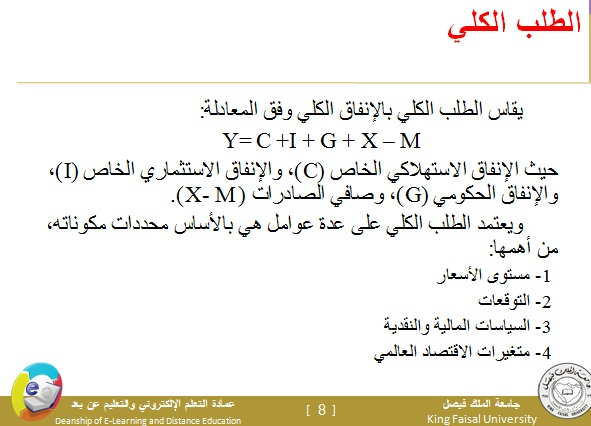 الطلب الكلي
يقاس الطلب الكلي بالإنفاق الكلي وفق المعادلة:
Y= C +I + G + X – M
حيث الإنفاق الاستهلاكي الخاص (C)، والإنفاق الاستثماري الخاص (I)،
والإنفاق الحكومي (G)، وصافي الصادرات (X- M).
ويعتمد الطلب الكلي على عدة عوامل هي بالأساس محددات مكوناته،
من أهمها:
1- مستوى الأسعار
2- التوقعات
3- السياسات المالية والنقدية
4- متغيرات الاقتصاد العالمي
جامعة الملك فيصل
King Faisal University
[ 8 ]
عمادة التعلم الإلكتروني والتعليم عن بعد
Deanship of E-Learning and Distance Education
KING FAISAL UNIVERSITY